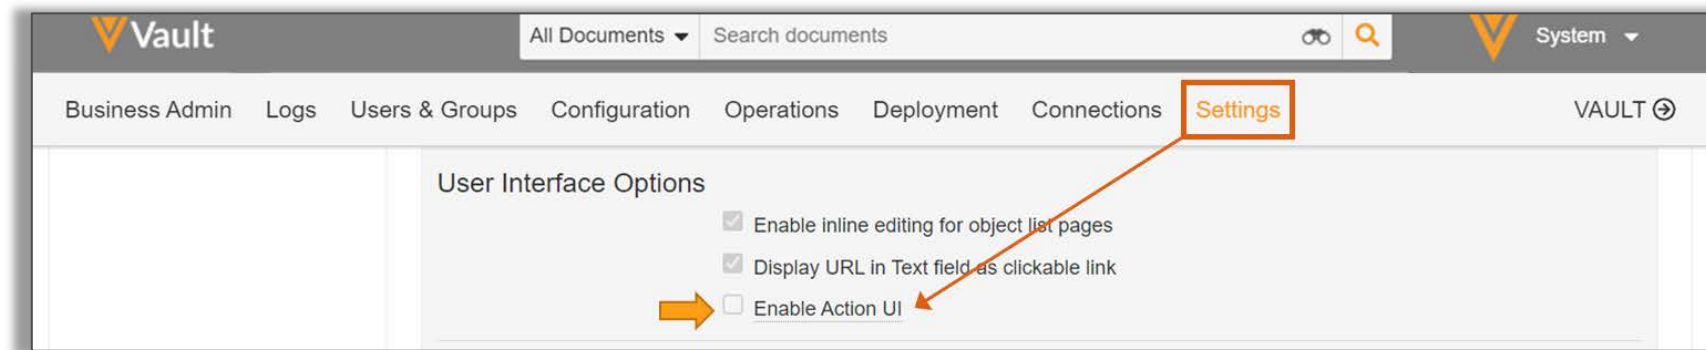 Vault All Documents Search documents System
Business Admin Logs Users & Groups Configuration Operations Deployment Connections Settings VAULT
User Interface Options
Enable inline editing for object list pages
Display URL in Text field as clickable link
Enable Action UI